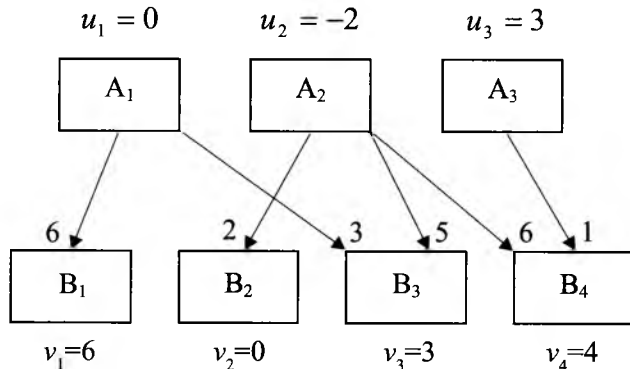 u₁ = 0 u₂ = −2 u₃ = 3
A₁ A₂ A₃
6 2 3 5 6 1
B₁ B₂ B₃ B₄
v₁=6 v₂=0 v₃=3 v₄=4